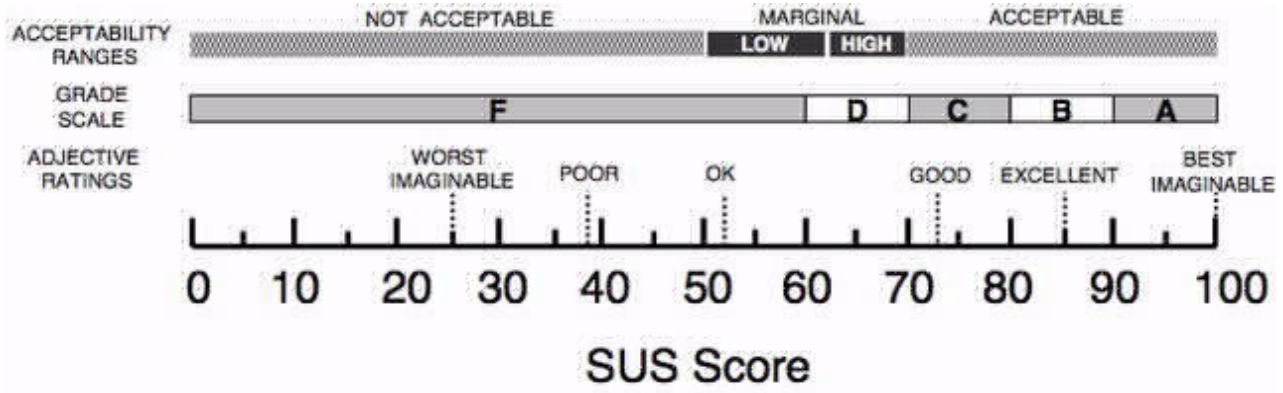 NOT ACCEPTABLE MARGINAL ACCEPTABLE
ACCEPTABILITY RANGES LOW HIGH
GRADE SCALE F D C B A
ADJECTIVE RATINGS WORST IMAGINABLE POOR OK GOOD EXCELLENT BEST IMAGINABLE
0 10 20 30 40 50 60 70 80 90 100
SUS Score